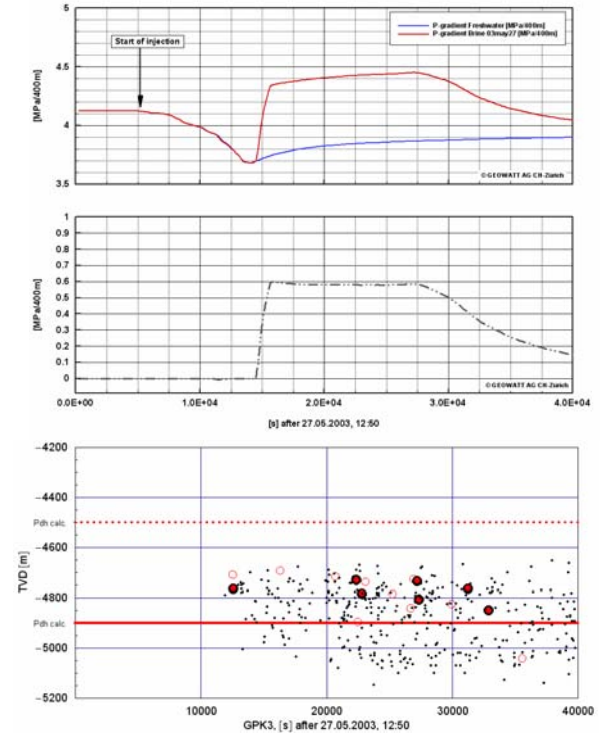 P-gradient Freshwater [MPa/400m]
P-gradient Brine 03may27 [MPa/400m]
Start of injection
[MPa/400m]
5
4.5
4
3.5
©GEOWATT AG CH-Zürich
[MPa/400m]
1
0.9
0.8
0.7
0.6
0.5
0.4
0.3
0.2
0.1
0
©GEOWATT AG CH-Zürich
0.0E+00 1.0E+04 2.0E+04 3.0E+04 4.0E+04
[s] after 27.05.2003, 12:50
TVD [m]
-4200
-4400
Pdh calc.
-4600
-4800
Pdh calc.
-5000
-5200
10000 20000 30000 40000
GPK3, [s] after 27.05.2003, 12:50